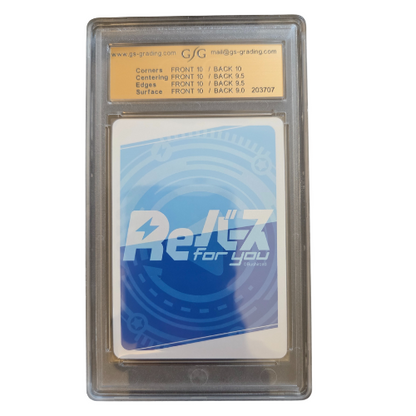 www.gs-grading.com GSG mail@gs-grading.com
Corners FRONT 10 / BACK 10
Centering FRONT 10 / BACK 9.5
Edges FRONT 10 / BACK 9.5
Surface FRONT 10 / BACK 9.0 203707
Reバース
for you